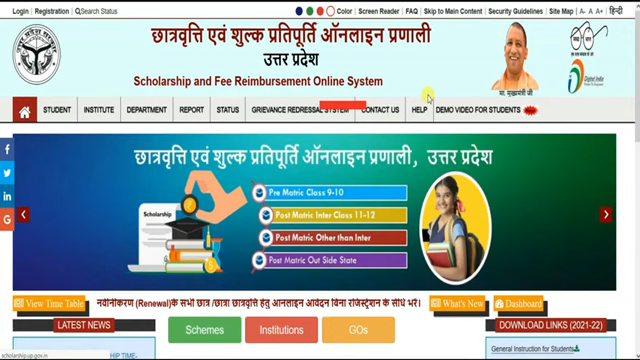 Login | Registration | Search Status
Color | Screen Reader | FAQ | Skip to Main Content | Security Guidelines | Site Map | A- A A+ | हिन्दी
छात्रवृत्ति एवं शुल्क प्रतिपूर्ति ऑनलाइन प्रणाली
उत्तर प्रदेश
Scholarship and Fee Reimbursement Online System
मा. मुख्यमंत्री जी
Digital India
STUDENT INSTITUTE DEPARTMENT REPORT STATUS GRIEVANCE REDRESSAL SYSTEM CONTACT US HELP DEMO VIDEO FOR STUDENTS
छात्रवृत्ति एवं शुल्क प्रतिपूर्ति ऑनलाइन प्रणाली, उत्तर प्रदेश
Scholarship
Pre Matric Class 9-10
Post Matric Inter Class 11-12
Post Matric Other than Inter
Post Matric Out Side State
View Time Table
नवीनीकरण (Renewal)के सभी छात्र /छात्रा छात्रवृत्ति हेतु ऑनलाइन आवेदन बिना रजिस्ट्रेशन के सीधे भरे।
What's New
Dashboard
LATEST NEWS
Schemes
Institutions
GOs
DOWNLOAD LINKS (2021-22)
General Instruction for Students
scholarship.up.gov.in